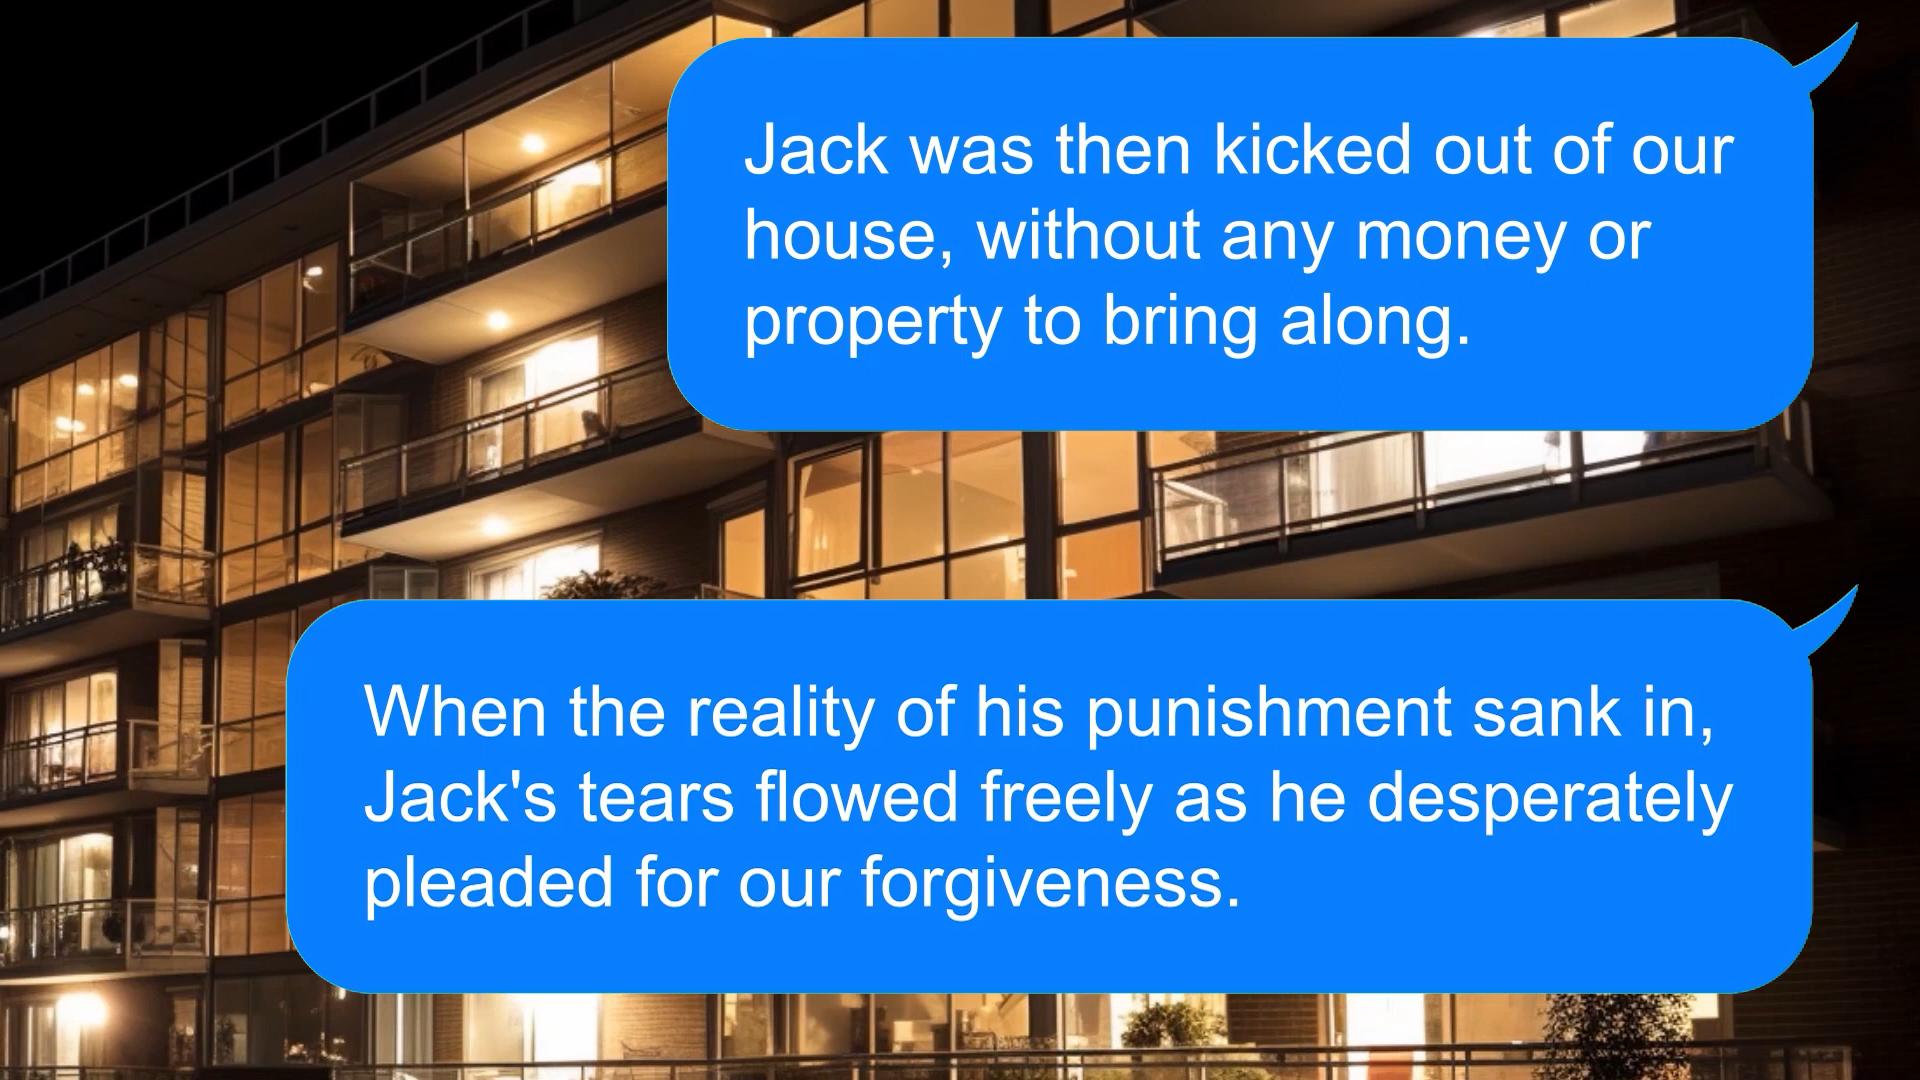 Jack was then kicked out of our
house, without any money or
property to bring along.
When the reality of his punishment sank in,
Jack's tears flowed freely as he desperately
pleaded for our forgiveness.